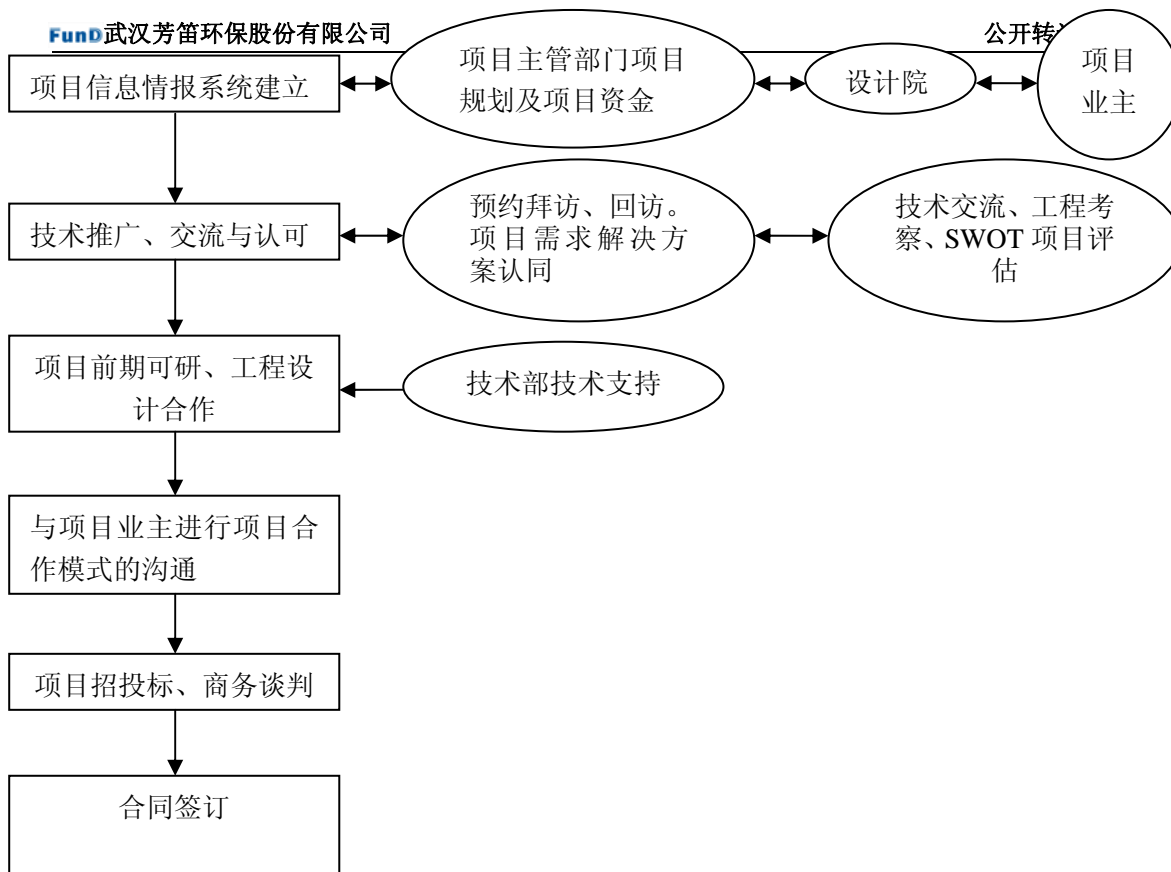 FunD武汉芳笛环保股份有限公司 公开转
项目信息情报系统建立
项目主管部门项目
规划及项目资金
设计院
项目
业主
技术推广、交流与认可
预约拜访、回访。
项目需求解决方
案认同
技术交流、工程考
察、SWOT 项目评
估
项目前期可研、工程设
计合作
技术部技术支持
与项目业主进行项目合
作模式的沟通
项目招投标、商务谈判
合同签订